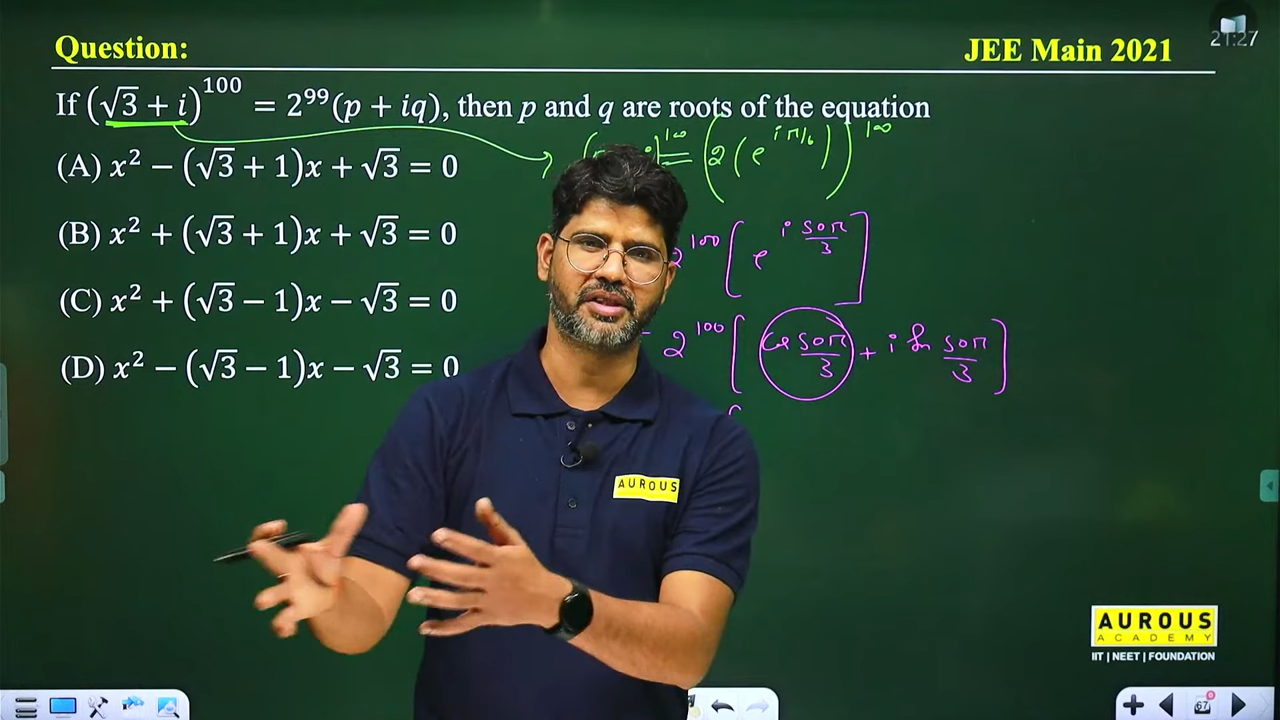 Question:
JEE Main 2021
21:27
If (√3 + i)^100 = 2^99(p + iq), then p and q are roots of the equation
(A) x² − (√3 + 1)x + √3 = 0
(B) x² + (√3 + 1)x + √3 = 0
(C) x² + (√3 − 1)x − √3 = 0
(D) x² − (√3 − 1)x − √3 = 0
= (2(e^{iπ/6}))^100
2^100 [e^{i 50π/3}]
2^100 [cos 50π/3 + i sin 50π/3]
AUROUS
AUROUS
ACADEMY
IIT | NEET | FOUNDATION
67